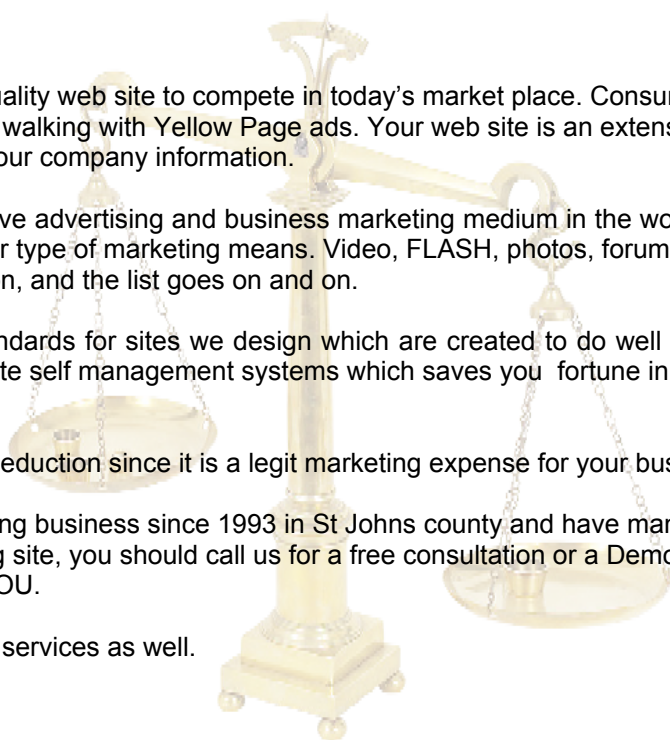 uality web site to compete in today’s market place. Consu
walking with Yellow Page ads. Your web site is an extens
our company information.
ve advertising and business marketing medium in the wo
r type of marketing means. Video, FLASH, photos, forum
n, and the list goes on and on.
ndards for sites we design which are created to do well
te self management systems which saves you  fortune in
eduction since it is a legit marketing expense for your bus
ng business since 1993 in St Johns county and have mar
g site, you should call us for a free consultation or a Demo
OU.
services as well.